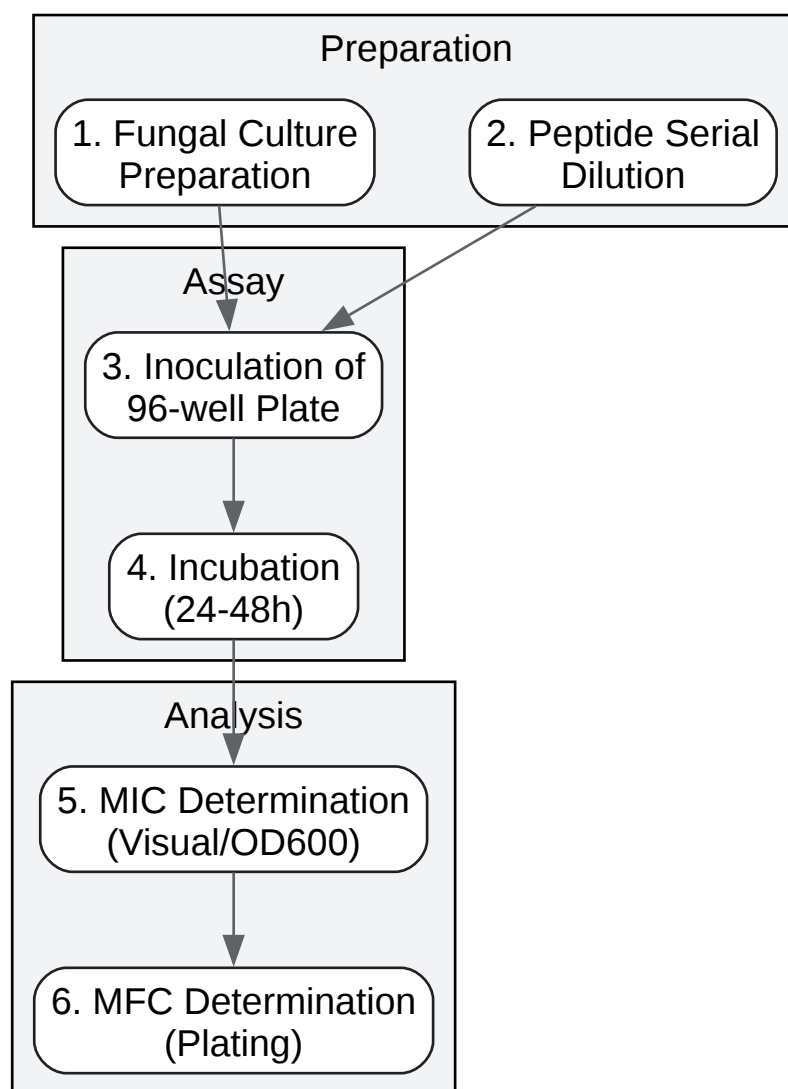 Preparation
1. Fungal Culture
Preparation
2. Peptide Serial
Dilution
Assay
3. Inoculation of
96-well Plate
4. Incubation
(24-48h)
Analysis
5. MIC Determination
(Visual/OD600)
6. MFC Determination
(Plating)